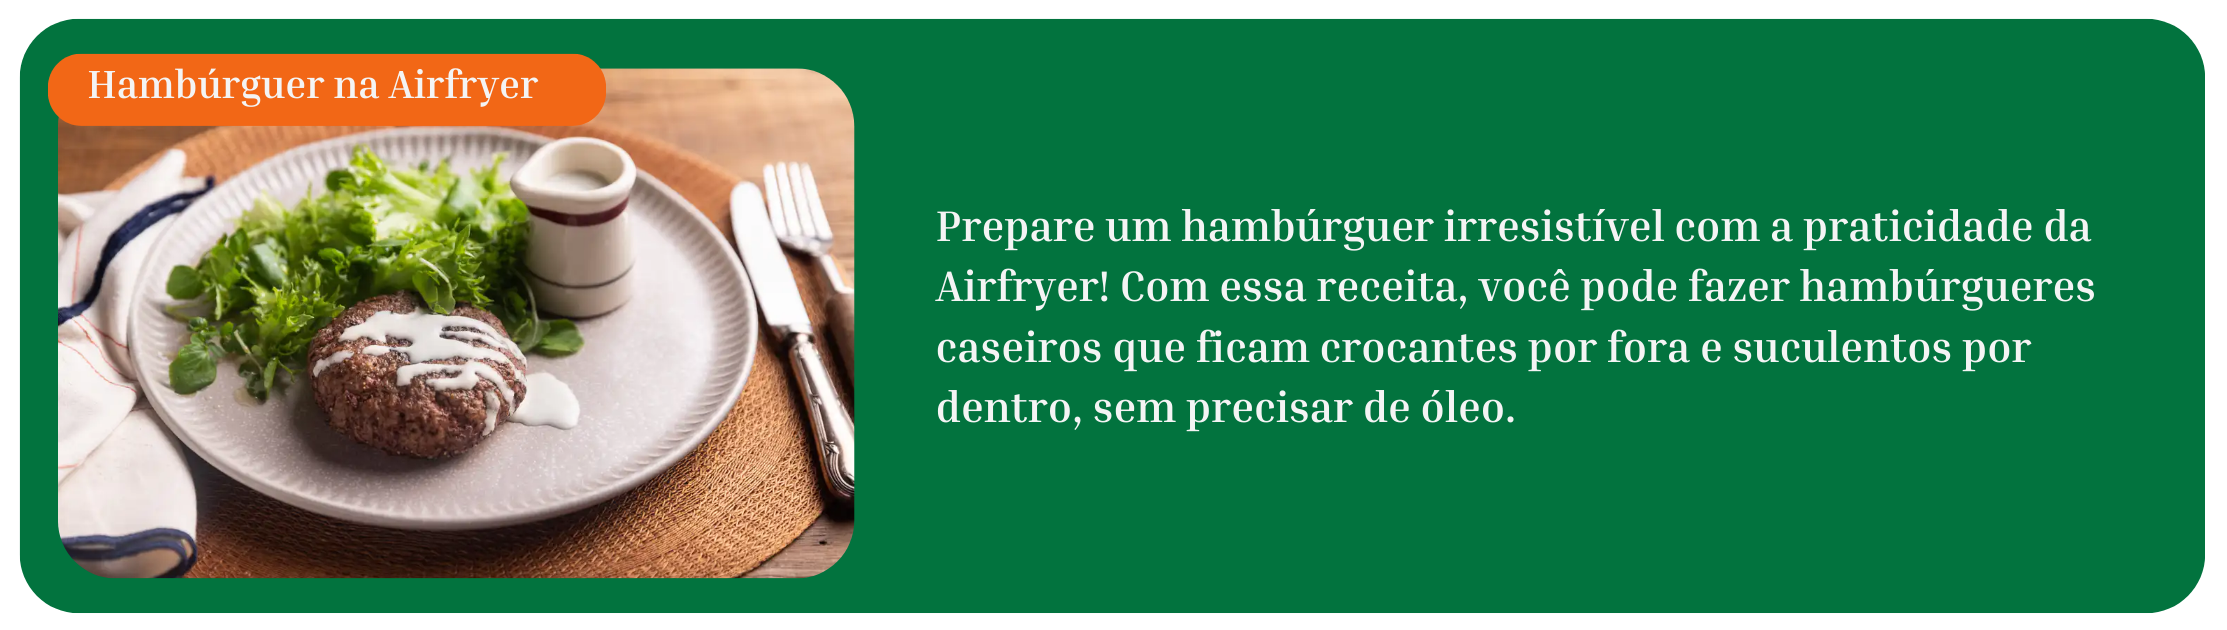 Hambúrguer na Airfryer
Prepare um hambúrguer irresistível com a praticidade da
Airfryer! Com essa receita, você pode fazer hambúrgueres
caseiros que ficam crocantes por fora e suculentos por
dentro, sem precisar de óleo.